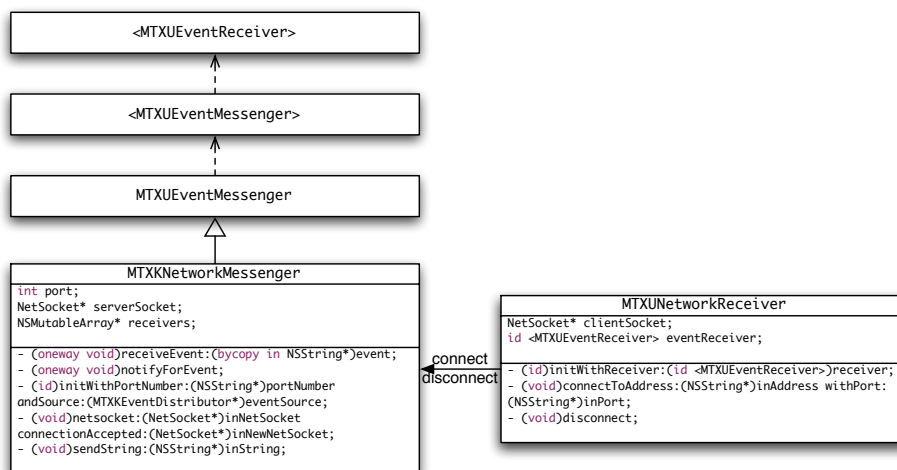 <MTXUEventReceiver>
<MTXUEventMessenger>
MTXUEventMessenger
MTXKNetworkMessenger
int port;
NetSocket* serverSocket;
NSMutableArray* receivers;
- (oneway void)receiveEvent:(bycopy in NSString*)event;
- (oneway void)notifyForEvent;
- (id)initWithPortNumber:(NSString*)portNumber
andSource:(MTXKEventDistributor*)eventSource;
- (void)netsocket:(NetSocket*)inNetSocket
connectionAccepted:(NetSocket*)inNewNetSocket;
- (void)sendString:(NSString*)inString;
connect
disconnect
MTXUNetworkReceiver
NetSocket* clientSocket;
id <MTXUEventReceiver> eventReceiver;
- (id)initWithReceiver:(id <MTXUEventReceiver>)receiver;
- (void)connectToAddress:(NSString*)inAddress withPort:
(NSString*)inPort;
- (void)disconnect;